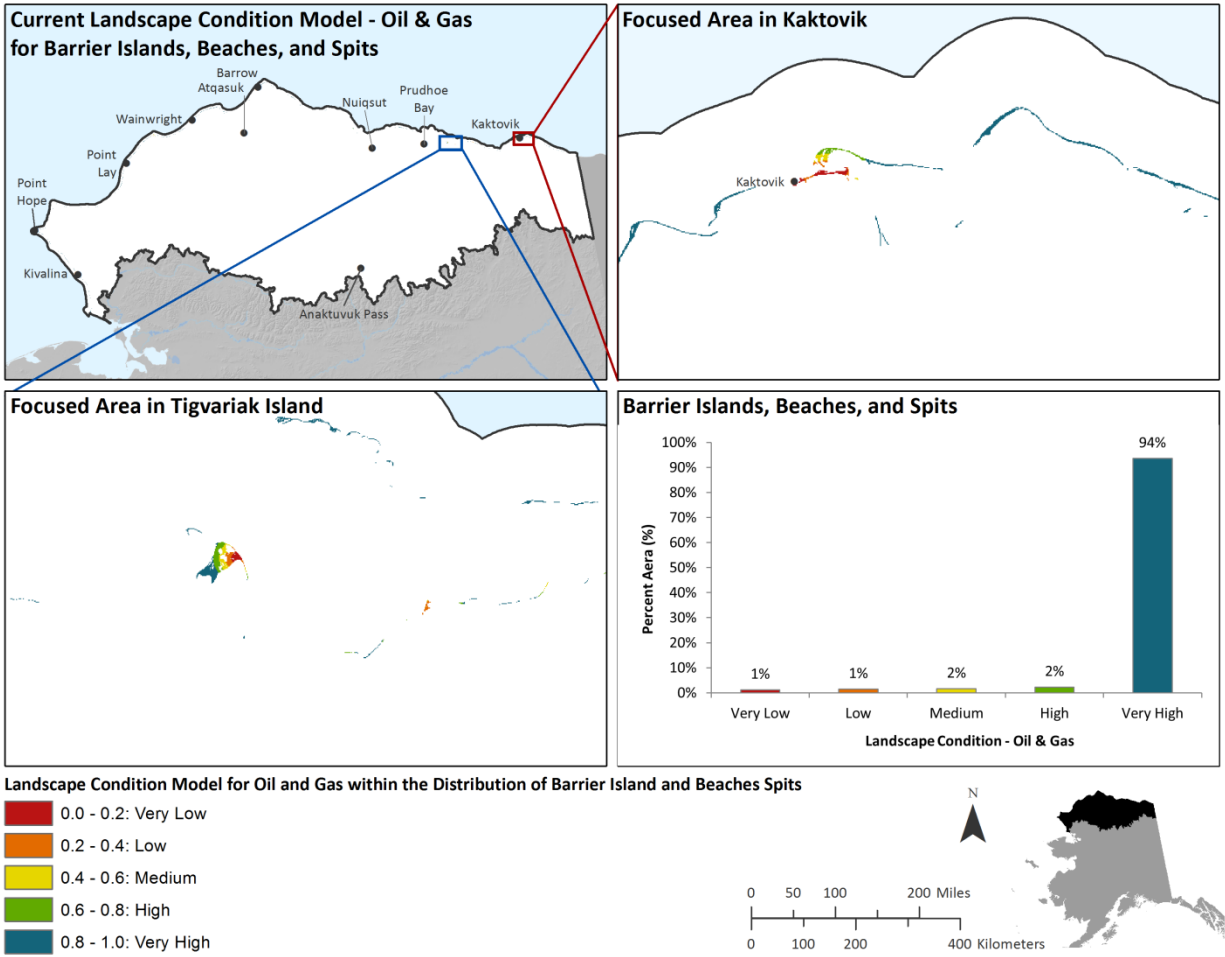 Current Landscape Condition Model - Oil & Gas
for Barrier Islands, Beaches, and Spits
Barrow
Atqasuk
Wainwright
Nuiqsut
Prudhoe
Bay
Kaktovik
Point
Lay
Point
Hope
Kivalina
Anaktuvuk Pass
Focused Area in Kaktovik
Kaktovik
Focused Area in Tigvariak Island
Barrier Islands, Beaches, and Spits
Percent Aera (%)
100%
90%
80%
70%
60%
50%
40%
30%
20%
10%
0%
1%
1%
2%
2%
94%
Very Low
Low
Medium
High
Very High
Landscape Condition - Oil & Gas
Landscape Condition Model for Oil and Gas within the Distribution of Barrier Island and Beaches Spits
0.0 - 0.2: Very Low
0.2 - 0.4: Low
0.4 - 0.6: Medium
0.6 - 0.8: High
0.8 - 1.0: Very High
N
0 50 100 200 Miles
0 100 200 400 Kilometers